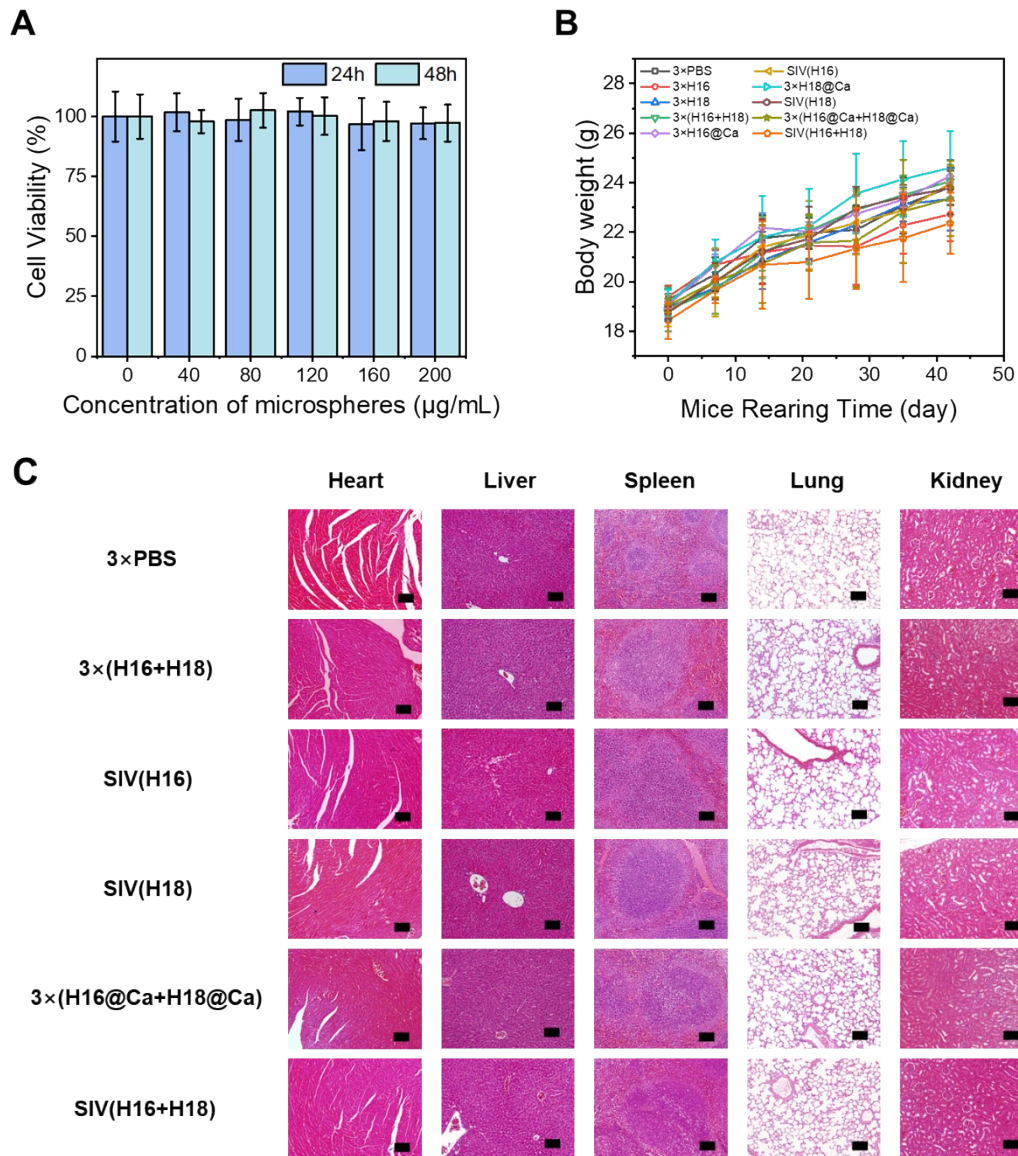 A
24h 48h
100
75
50
25
0
Cell Viability (%)
0 40 80 120 160 200
Concentration of microspheres (µg/mL)
B
3×PBS
3×H16
3×H18
3×(H16+H18)
3×H16@Ca
SIV(H16)
3×H18@Ca
SIV(H18)
3×(H16@Ca+H18@Ca)
SIV(H16+H18)
28
26
24
22
20
18
Body weight (g)
0 10 20 30 40 50
Mice Rearing Time (day)
C
Heart Liver Spleen Lung Kidney
3×PBS
3×(H16+H18)
SIV(H16)
SIV(H18)
3×(H16@Ca+H18@Ca)
SIV(H16+H18)